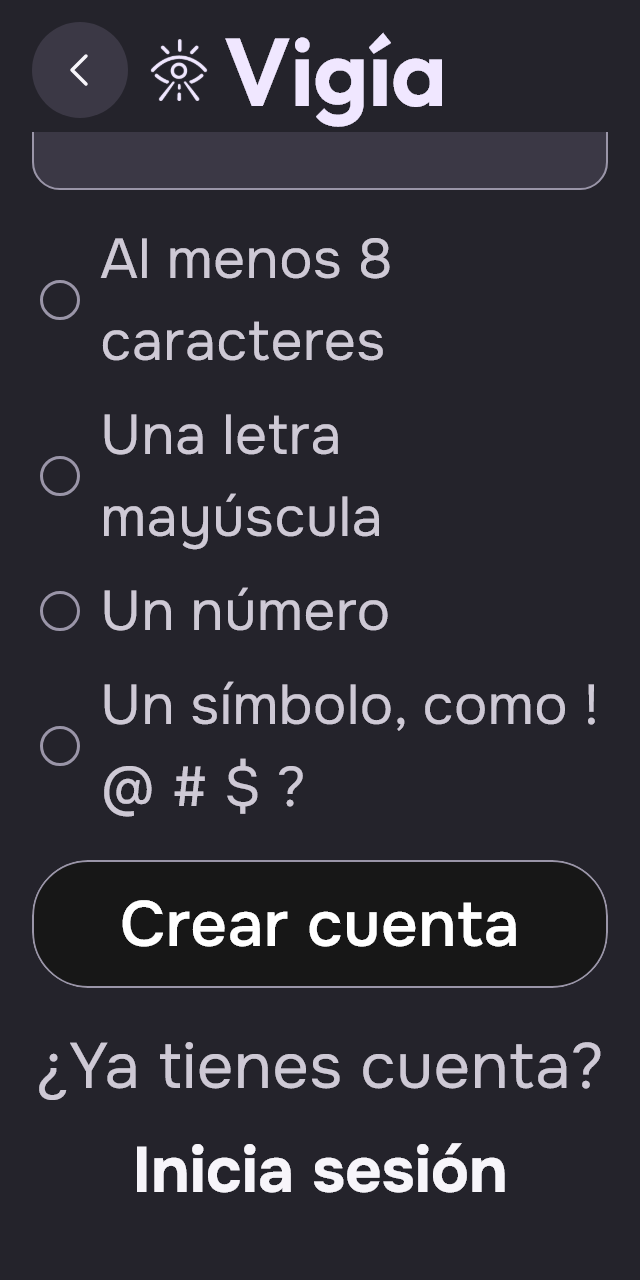 Vigía
Al menos 8
caracteres
Una letra
mayúscula
Un número
Un símbolo, como !
@ # $ ?
Crear cuenta
¿Ya tienes cuenta?
Inicia sesión